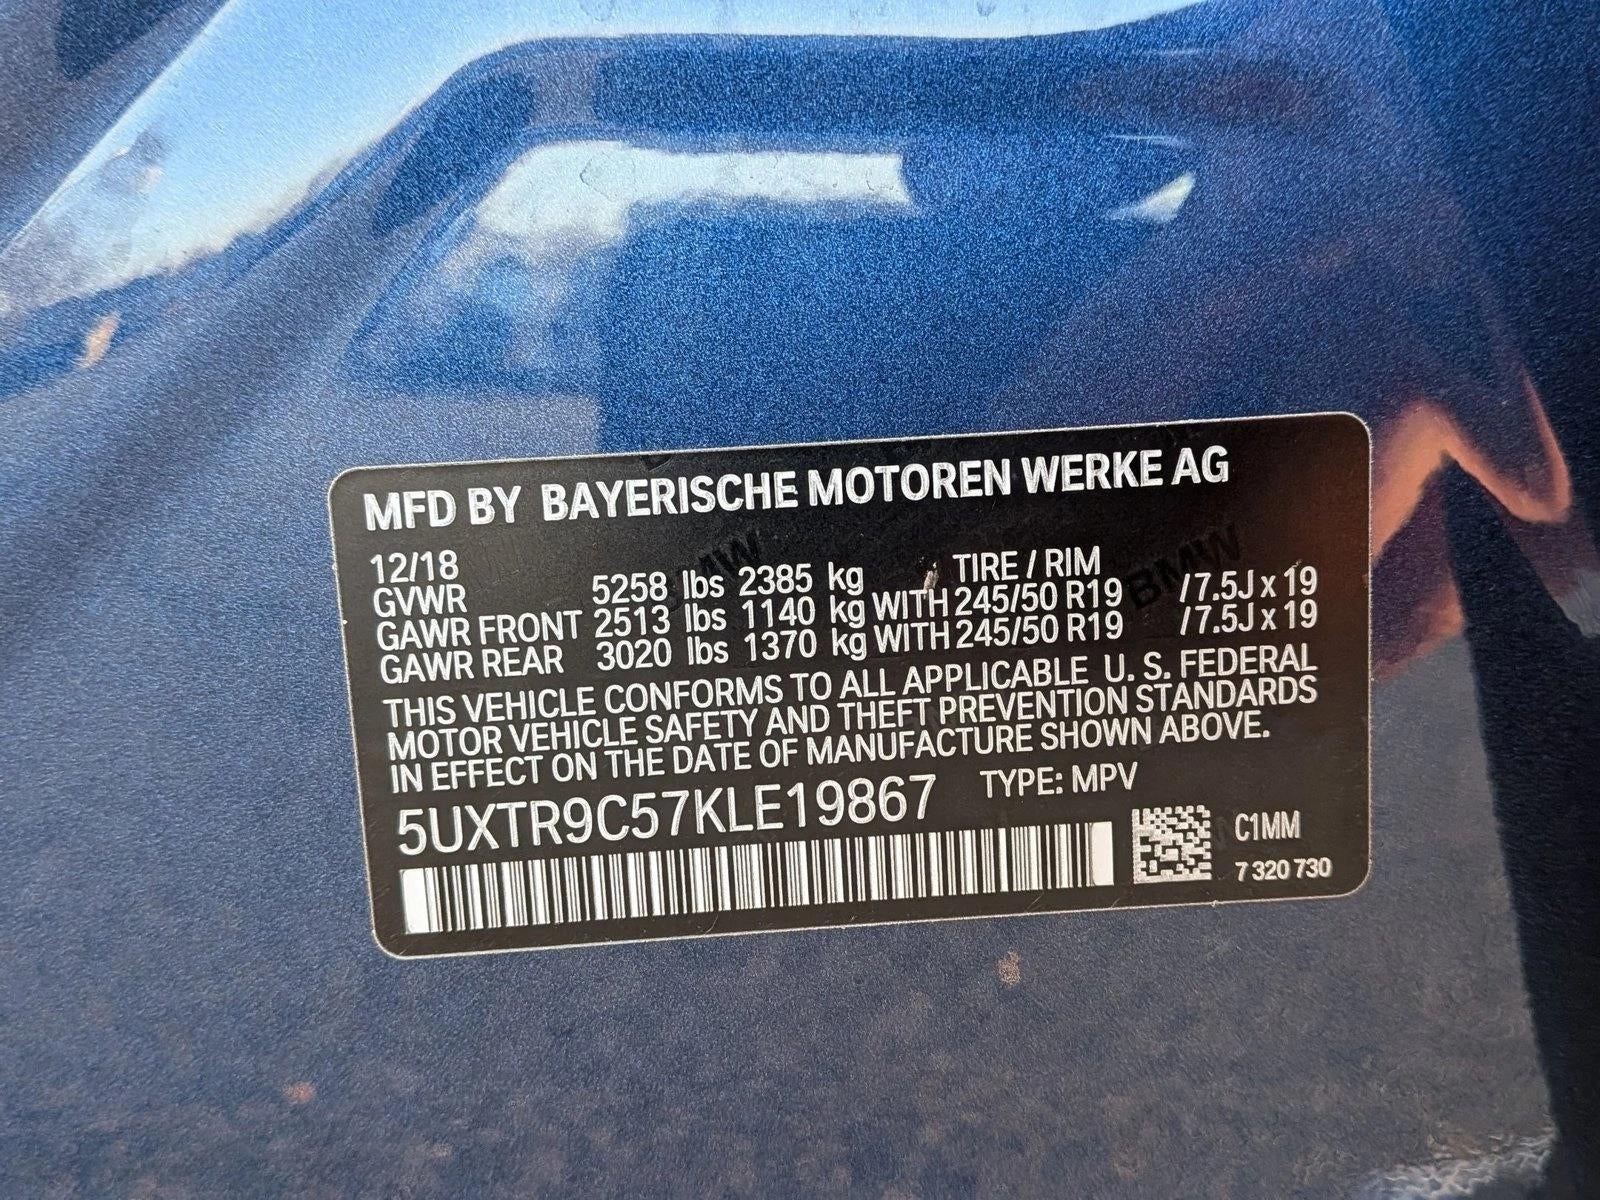 MFD BY BAYERISCHE MOTOREN WERKE AG
12/18 TIRE / RIM
GVWR 5258 lbs 2385 kg
GAWR FRONT 2513 lbs 1140 kg WITH 245/50 R19 /7.5J x 19
GAWR REAR 3020 lbs 1370 kg WITH 245/50 R19 /7.5J x 19
THIS VEHICLE CONFORMS TO ALL APPLICABLE U. S. FEDERAL
MOTOR VEHICLE SAFETY AND THEFT PREVENTION STANDARDS
IN EFFECT ON THE DATE OF MANUFACTURE SHOWN ABOVE.
5UXTR9C57KLE19867 TYPE: MPV
C1MM
7 320 730
BMW
BMW